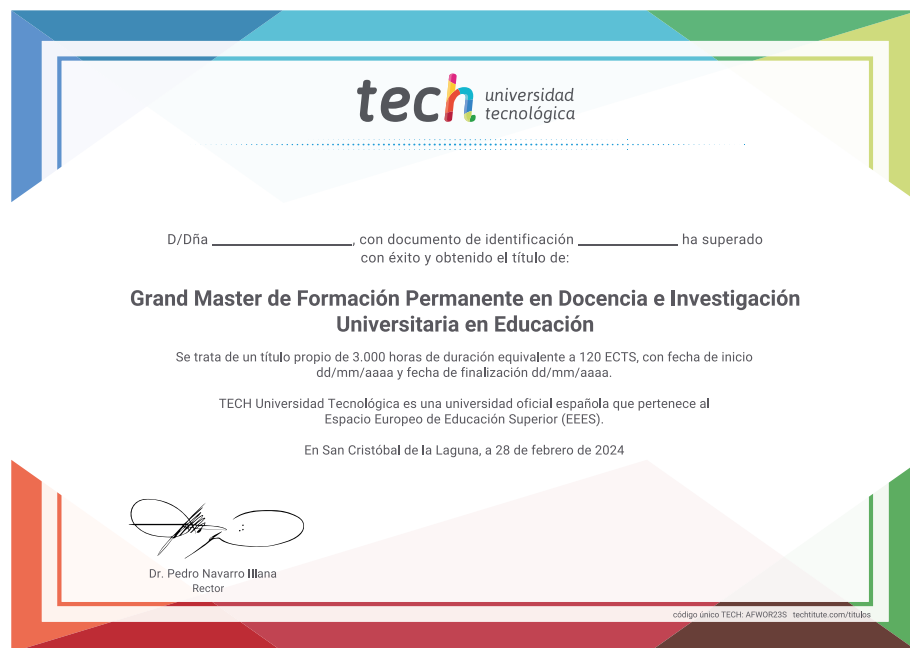 tech universidad
tecnológica
D/Dña ________________, con documento de identificación ____________ ha superado
con éxito y obtenido el título de:
Grand Master de Formación Permanente en Docencia e Investigación
Universitaria en Educación
Se trata de un título propio de 3.000 horas de duración equivalente a 120 ECTS, con fecha de inicio
dd/mm/aaaa y fecha de finalización dd/mm/aaaa.
TECH Universidad Tecnológica es una universidad oficial española que pertenece al
Espacio Europeo de Educación Superior (EEES).
En San Cristóbal de la Laguna, a 28 de febrero de 2024
Dr. Pedro Navarro Illana
Rector
código único TECH: AFWOR23S techtitute.com/titulos